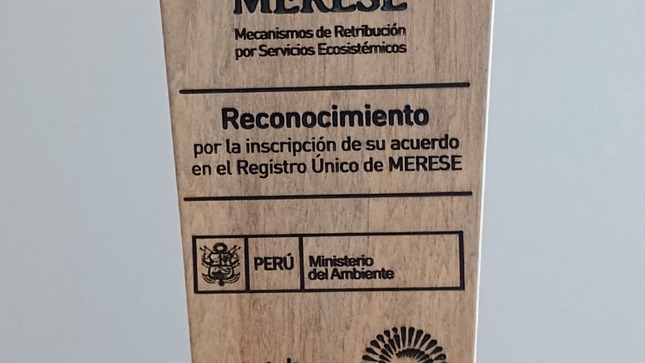 MERESE
Mecanismos de Retribución
por Servicios Ecosistémicos
Reconocimiento
por la inscripción de su acuerdo
en el Registro Único de MERESE
PERÚ
Ministerio
del Ambiente